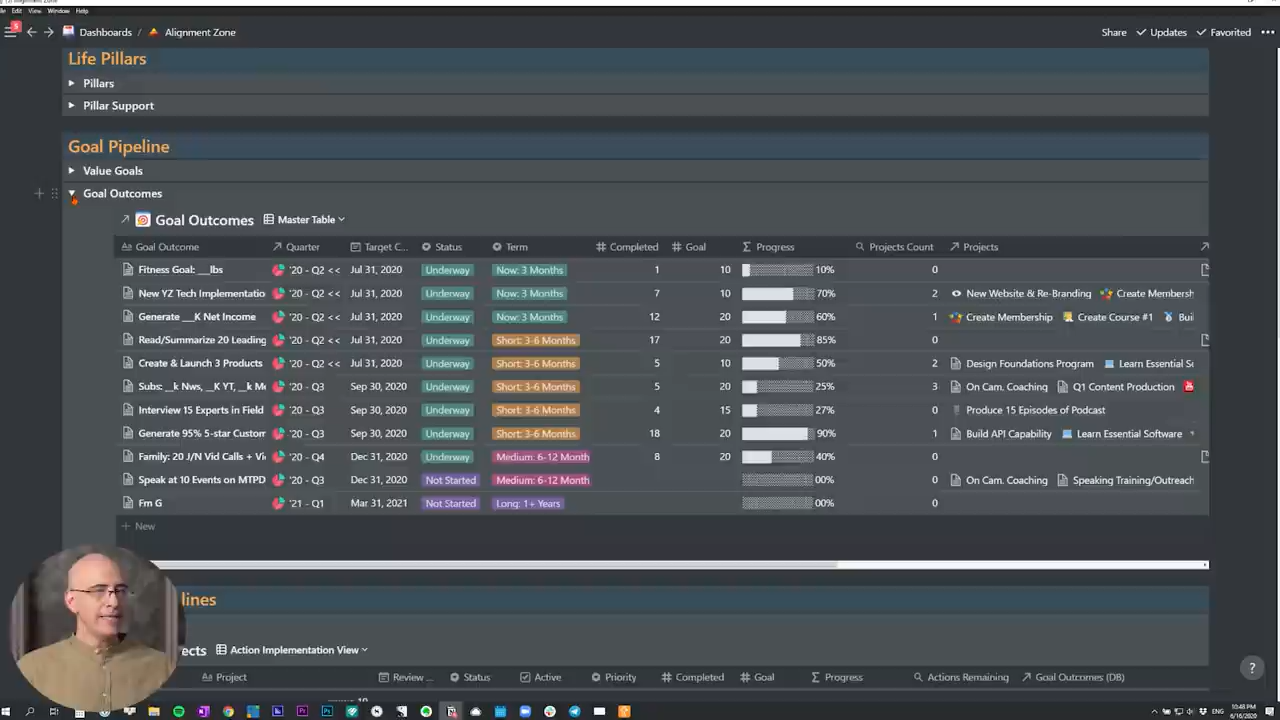 Edit View Window Help
5 Dashboards / Alignment Zone Share Updates Favorited
Life Pillars
Pillars
Pillar Support
Goal Pipeline
Value Goals
Goal Outcomes
Goal Outcomes Master Table
Goal Outcome Quarter Target C... Status Term Completed Goal Progress Projects Count Projects
Fitness Goal: __lbs '20 - Q2 << Jul 31, 2020 Underway Now: 3 Months 1 10 10% 0
New YZ Tech Implementatio '20 - Q2 << Jul 31, 2020 Underway Now: 3 Months 7 10 70% 2 New Website & Re-Branding Create Membersh
Generate __K Net Income '20 - Q2 << Jul 31, 2020 Underway Now: 3 Months 12 20 60% 1 Create Membership Create Course #1 Bui
Read/Summarize 20 Leading '20 - Q2 << Jul 31, 2020 Underway Short: 3-6 Months 17 20 85% 0
Create & Launch 3 Products '20 - Q2 << Jul 31, 2020 Underway Short: 3-6 Months 5 10 50% 2 Design Foundations Program Learn Essential So
Subs: __k Nws, __K YT, __k Me '20 - Q3 Sep 30, 2020 Underway Short: 3-6 Months 5 20 25% 3 On Cam. Coaching Q1 Content Production
Interview 15 Experts in Field '20 - Q3 Sep 30, 2020 Underway Short: 3-6 Months 4 15 27% 0 Produce 15 Episodes of Podcast
Generate 95% 5-star Custom '20 - Q3 Sep 30, 2020 Underway Short: 3-6 Months 18 20 90% 1 Build API Capability Learn Essential Software
Family: 20 J/N Vid Calls + Vi '20 - Q4 Dec 31, 2020 Underway Medium: 6-12 Month 8 20 40% 0
Speak at 10 Events on MTPD '20 - Q3 Dec 31, 2020 Not Started Medium: 6-12 Month 00% 0 On Cam. Coaching Speaking Training/Outreach
Fm G '21 - Q1 Mar 31, 2021 Not Started Long: 1+ Years 00% 0
+ New
lines
ects Action Implementation View
Project Review ... Status Active Priority Completed Goal Progress Actions Remaining Goal Outcomes (DB)
?
ENG 10:48 PM
6/16/2020